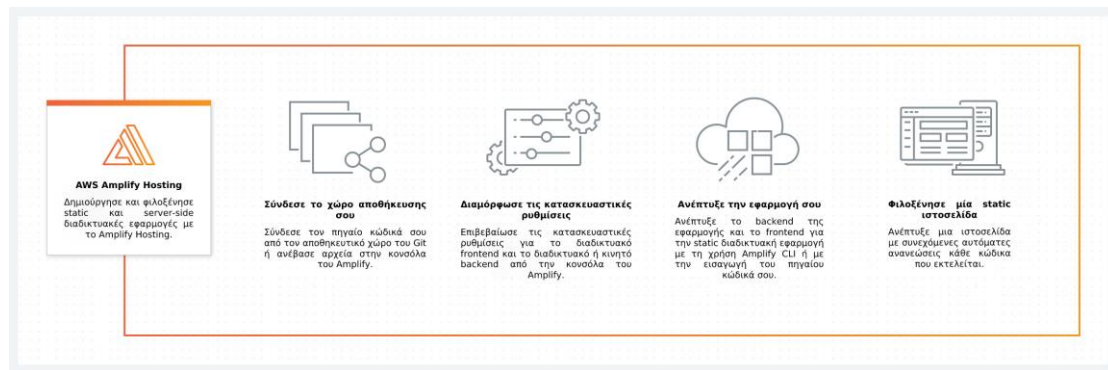 AWS Amplify Hosting
Δημιούργησε και φιλοξένησε
static και server-side
διαδικτυακές εφαρμογές με
το Amplify Hosting.
Σύνδεσε το χώρο αποθήκευσης
σου
Σύνδεσε τον πηγαίο κώδικά σου
από τον αποθηκευτικό χώρο του Git
ή ανέβασε αρχεία στην κονσόλα
του Amplify.
Διαμόρφωσε τις κατασκευαστικές
ρυθμίσεις
Επιβεβαίωσε τις κατασκευαστικές
ρυθμίσεις για το διαδικτυακό
frontend και το διαδικτυακό ή κινητό
backend από την κονσόλα του
Amplify.
Ανέπτυξε την εφαρμογή σου
Ανέπτυξε το backend της
εφαρμογής και το frontend για
την static διαδικτυακή εφαρμογή
με τη χρήση Amplify CLI ή με
την εισαγωγή του πηγαίου
κώδικά σου.
Φιλοξένησε μία static
ιστοσελίδα
Ανέπτυξε μια ιστοσελίδα
με συνεχόμενες αυτόματες
ανανεώσεις κάθε κώδικα
που εκτελείται.